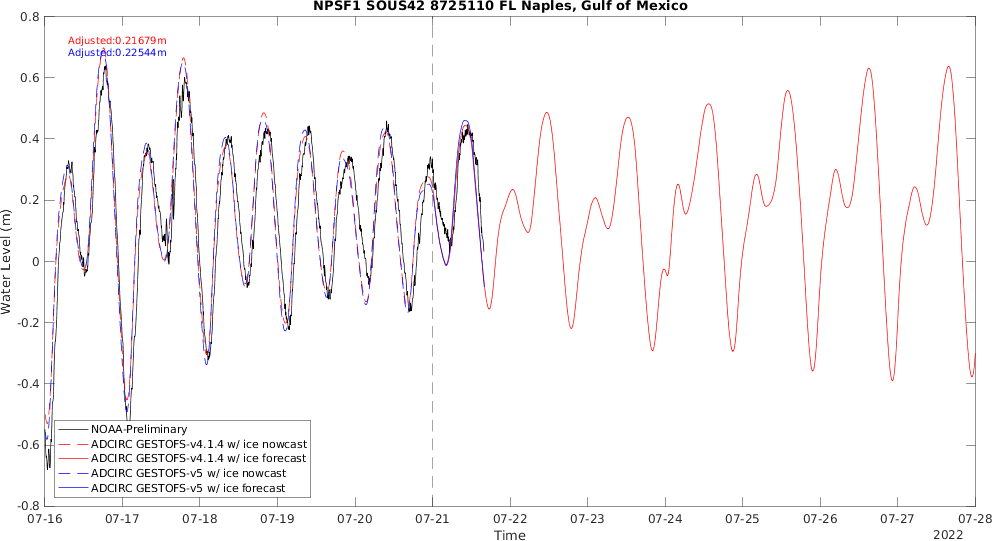 NPSF1 SOUS42 8725110 FL Naples, Gulf of Mexico
Adjusted:0.21679m
Adjusted:0.22544m
Water Level (m)
0.8
0.6
0.4
0.2
0
-0.2
-0.4
-0.6
-0.8
NOAA-Preliminary
ADCIRC GESTOFS-v4.1.4 w/ ice nowcast
ADCIRC GESTOFS-v4.1.4 w/ ice forecast
ADCIRC GESTOFS-v5 w/ ice nowcast
ADCIRC GESTOFS-v5 w/ ice forecast
07-16 07-17 07-18 07-19 07-20 07-21 07-22 07-23 07-24 07-25 07-26 07-27 07-28
Time
2022